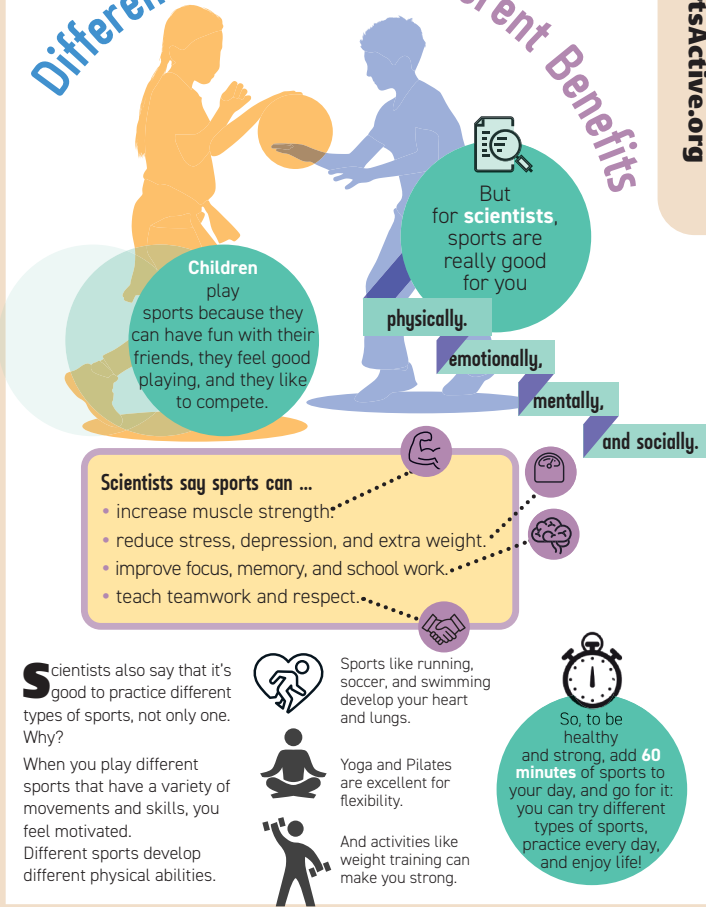 Different
erent Benefits
rtsActive.org
But
for scientists,
sports are
really good
for you
physically.
emotionally,
mentally,
and socially.
Children
play
sports because they
can have fun with their
friends, they feel good
playing, and they like
to compete.
Scientists say sports can ...
• increase muscle strength.
• reduce stress, depression, and extra weight.
• improve focus, memory, and school work.
• teach teamwork and respect.
Scientists also say that it's
good to practice different
types of sports, not only one.
Why?
When you play different
sports that have a variety of
movements and skills, you
feel motivated.
Different sports develop
different physical abilities.
Sports like running,
soccer, and swimming
develop your heart
and lungs.
Yoga and Pilates
are excellent for
flexibility.
And activities like
weight training can
make you strong.
So, to be
healthy
and strong, add 60
minutes of sports to
your day, and go for it:
you can try different
types of sports,
practice every day,
and enjoy life!